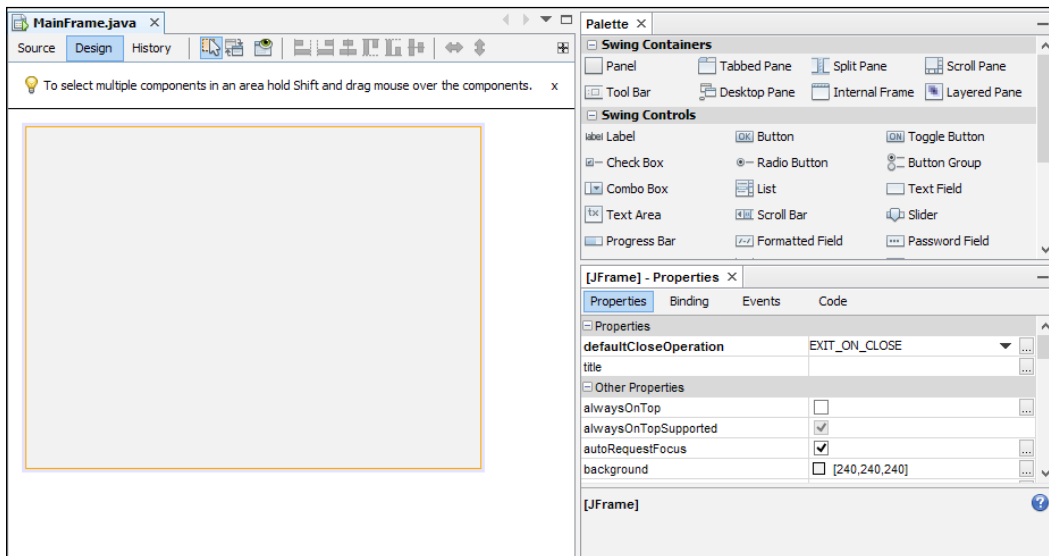 MainFrame.java
Source Design History
To select multiple components in an area hold Shift and drag mouse over the components. x
Palette
Swing Containers
Panel Tabbed Pane Split Pane Scroll Pane
Tool Bar Desktop Pane Internal Frame Layered Pane
Swing Controls
label Label OK Button ON Toggle Button
Check Box Radio Button Button Group
Combo Box List Text Field
tx Text Area Scroll Bar Slider
Progress Bar Formatted Field Password Field
[JFrame] - Properties
Properties Binding Events Code
Properties
defaultCloseOperation EXIT_ON_CLOSE ...
title ...
Other Properties
alwaysOnTop ...
alwaysOnTopSupported
autoRequestFocus ...
background [240,240,240] ...
[JFrame] ?